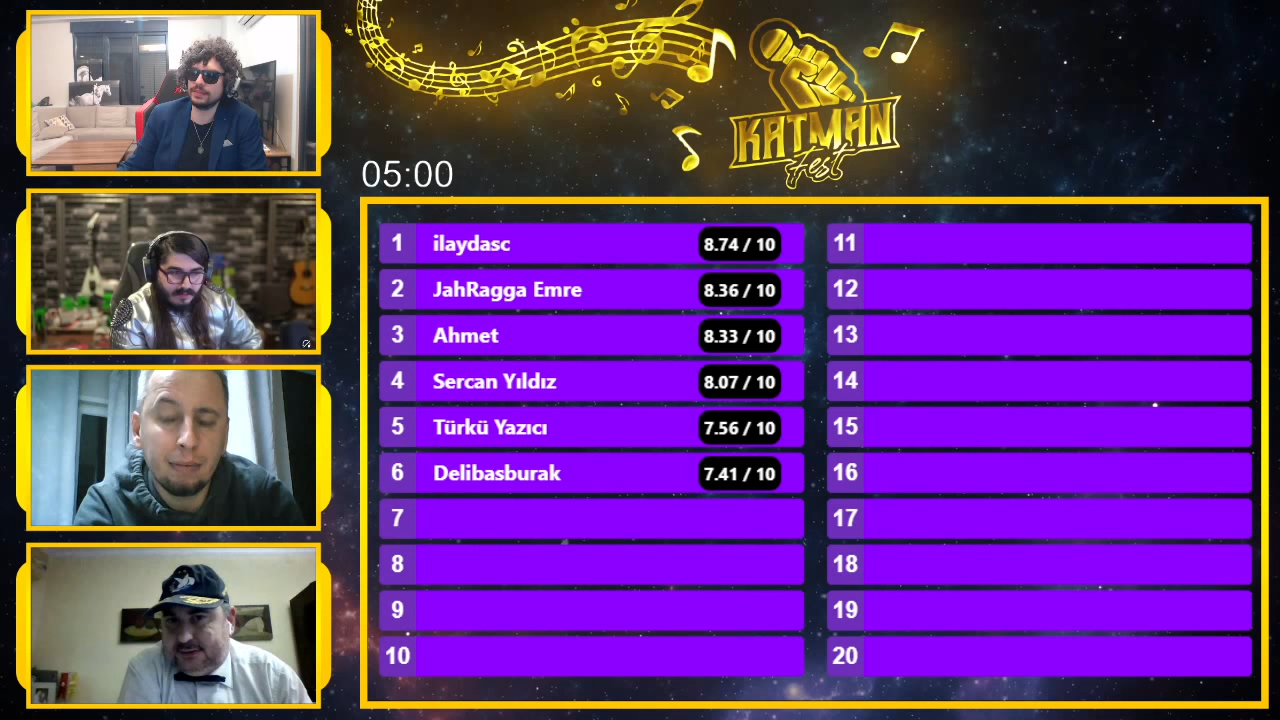 KATMAN
Fest
05:00
1 ilaydasc 8.74 / 10
2 JahRagga Emre 8.36 / 10
3 Ahmet 8.33 / 10
4 Sercan Yıldız 8.07 / 10
5 Türkü Yazıcı 7.56 / 10
6 Delibasburak 7.41 / 10
7
8
9
10
11
12
13
14
15
16
17
18
19
20